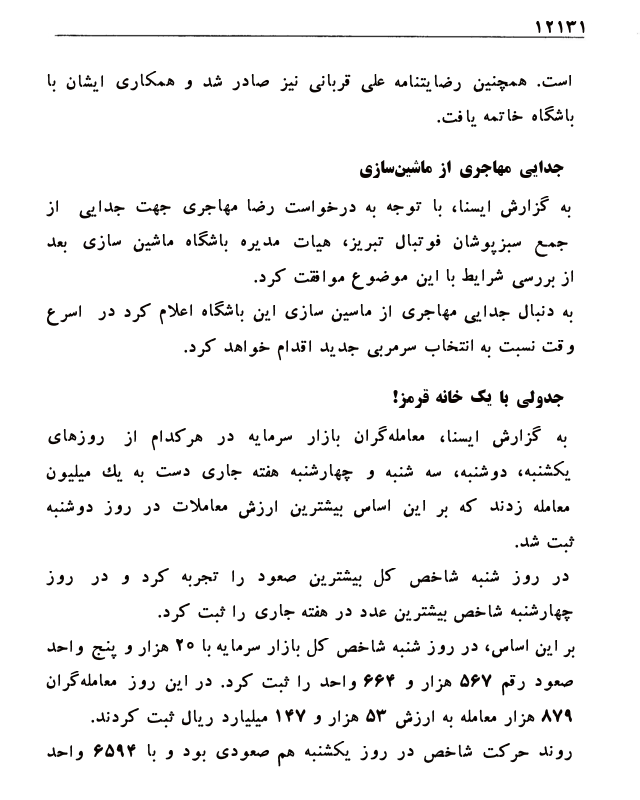 ۱۲۱۳۱
است. همچنین رضایتنامه علی قربانی نیز صادر شد و همکاری ایشان با
باشگاه خاتمه یافت.
جدایی مهاجری از ماشین‌سازی
به گزارش ایسنا، با توجه به درخواست رضا مهاجری جهت جدایی از
جمع سبزپوشان فوتبال تبریز، هیات مدیره باشگاه ماشین سازی بعد
از بررسی شرایط با این موضوع موافقت کرد.
به دنبال جدایی مهاجری از ماسین سازی این باشگاه اعلام کرد در اسرع
وقت نسبت به انتخاب سرمربی جدید اقدام خواهد کرد.
جدولی با یک خانه قرمز!
به گزارش ایسنا، معامله‌گران بازار سرمایه در هرکدام از روزهای
یکشنبه، دوشنبه، سه شنبه و چهارشنبه هفته جاری دست به یك میلیون
معامله زدند که بر این اساس بیشترین ارزش معاملات در روز دوشنبه
ثبت شد.
در روز شنبه شاخص کل بیشترین صعود را تجربه کرد و در روز
چهارشنبه شاخص بیشترین عدد در هفته جاری را ثبت کرد.
بر این اساس، در روز شنبه شاخص کل بازار سرمایه با ۲۰ هزار و پنج واحد
صعود رقم ۵۶۷ هزار و ۶۶۴ واحد را ثبت کرد. در این روز معامله‌گران
۸۷۹ هزار معامله به ارزش ۵۳ هزار و ۱۴۷ میلیارد ریال ثبت کردند.
روند حرکت شاخص در روز یکشنبه هم صعودی بود و با ۶۵۹۴ واحد